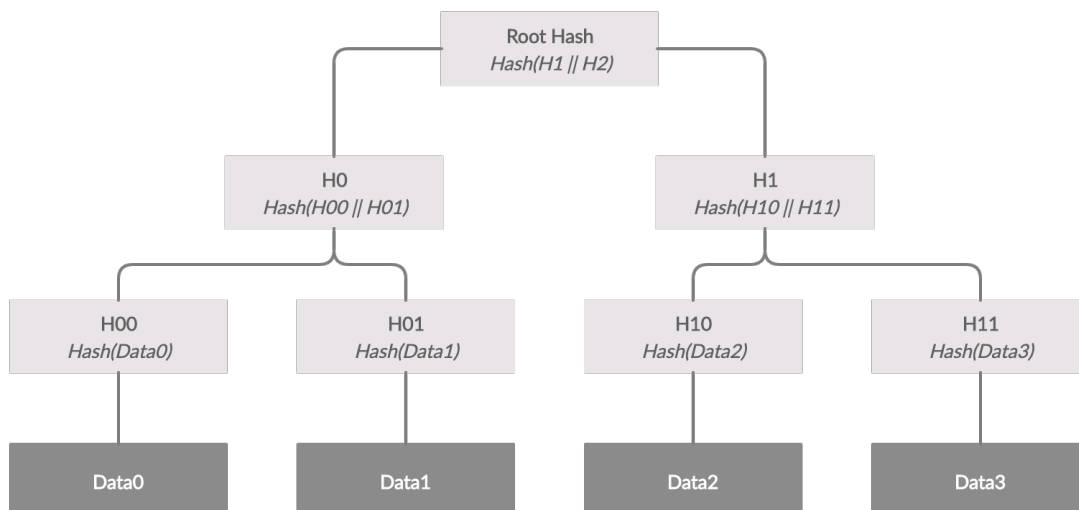 Root Hash
Hash(H1 || H2)
H0
Hash(H00 || H01)
H1
Hash(H10 || H11)
H00
Hash(Data0)
H01
Hash(Data1)
H10
Hash(Data2)
H11
Hash(Data3)
Data0
Data1
Data2
Data3